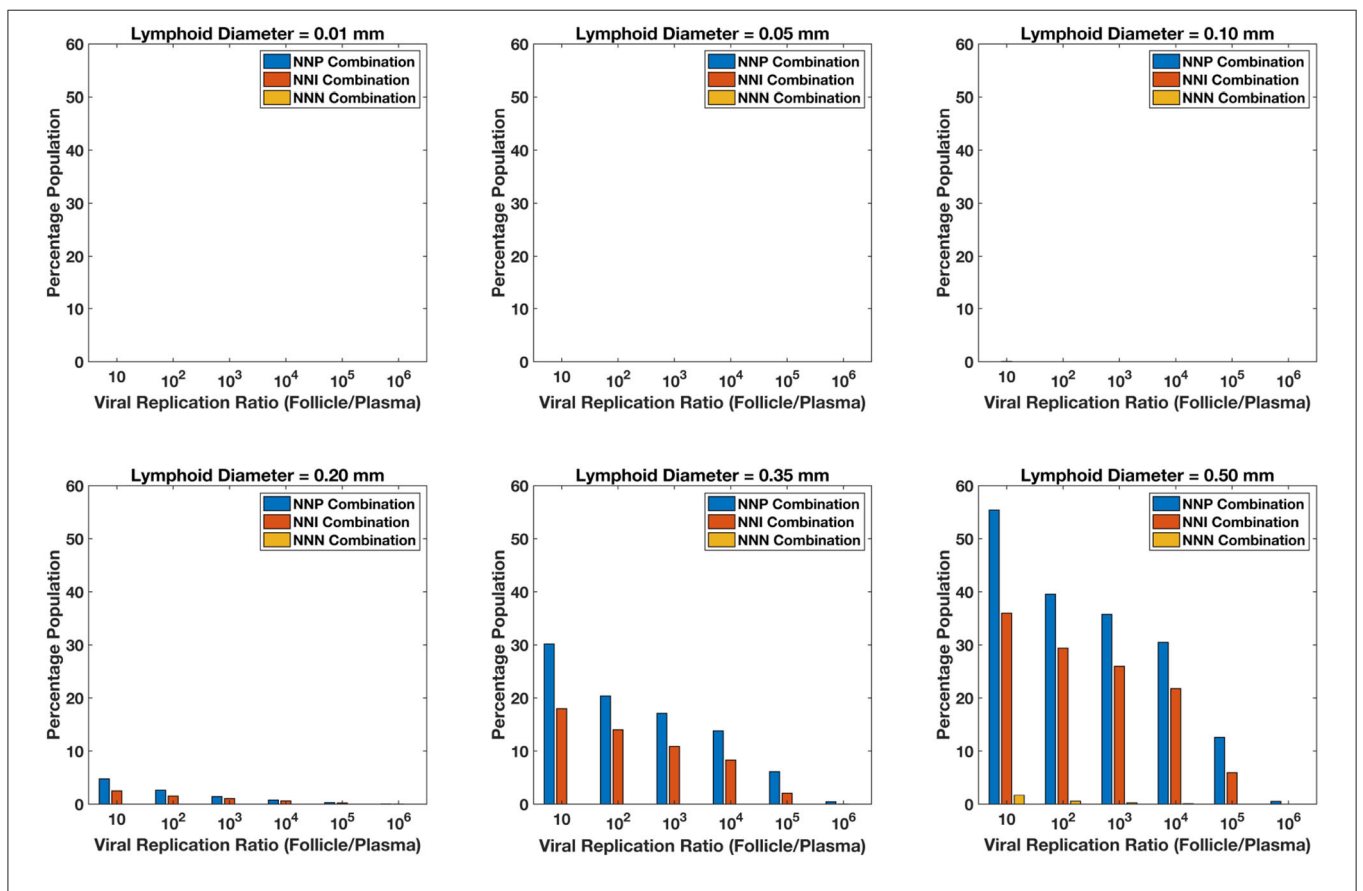 Lymphoid Diameter = 0.01 mm
60
50
40
30
20
10
0
Percentage Population
NNP Combination
NNI Combination
NNN Combination
10 10² 10³ 10⁴ 10⁵ 10⁶
Viral Replication Ratio (Follicle/Plasma)
Lymphoid Diameter = 0.05 mm
60
50
40
30
20
10
0
Percentage Population
NNP Combination
NNI Combination
NNN Combination
10 10² 10³ 10⁴ 10⁵ 10⁶
Viral Replication Ratio (Follicle/Plasma)
Lymphoid Diameter = 0.10 mm
60
50
40
30
20
10
0
Percentage Population
NNP Combination
NNI Combination
NNN Combination
10 10² 10³ 10⁴ 10⁵ 10⁶
Viral Replication Ratio (Follicle/Plasma)
Lymphoid Diameter = 0.20 mm
60
50
40
30
20
10
0
Percentage Population
NNP Combination
NNI Combination
NNN Combination
10 10² 10³ 10⁴ 10⁵ 10⁶
Viral Replication Ratio (Follicle/Plasma)
Lymphoid Diameter = 0.35 mm
60
50
40
30
20
10
0
Percentage Population
NNP Combination
NNI Combination
NNN Combination
10 10² 10³ 10⁴ 10⁵ 10⁶
Viral Replication Ratio (Follicle/Plasma)
Lymphoid Diameter = 0.50 mm
60
50
40
30
20
10
0
Percentage Population
NNP Combination
NNI Combination
NNN Combination
10 10² 10³ 10⁴ 10⁵ 10⁶
Viral Replication Ratio (Follicle/Plasma)